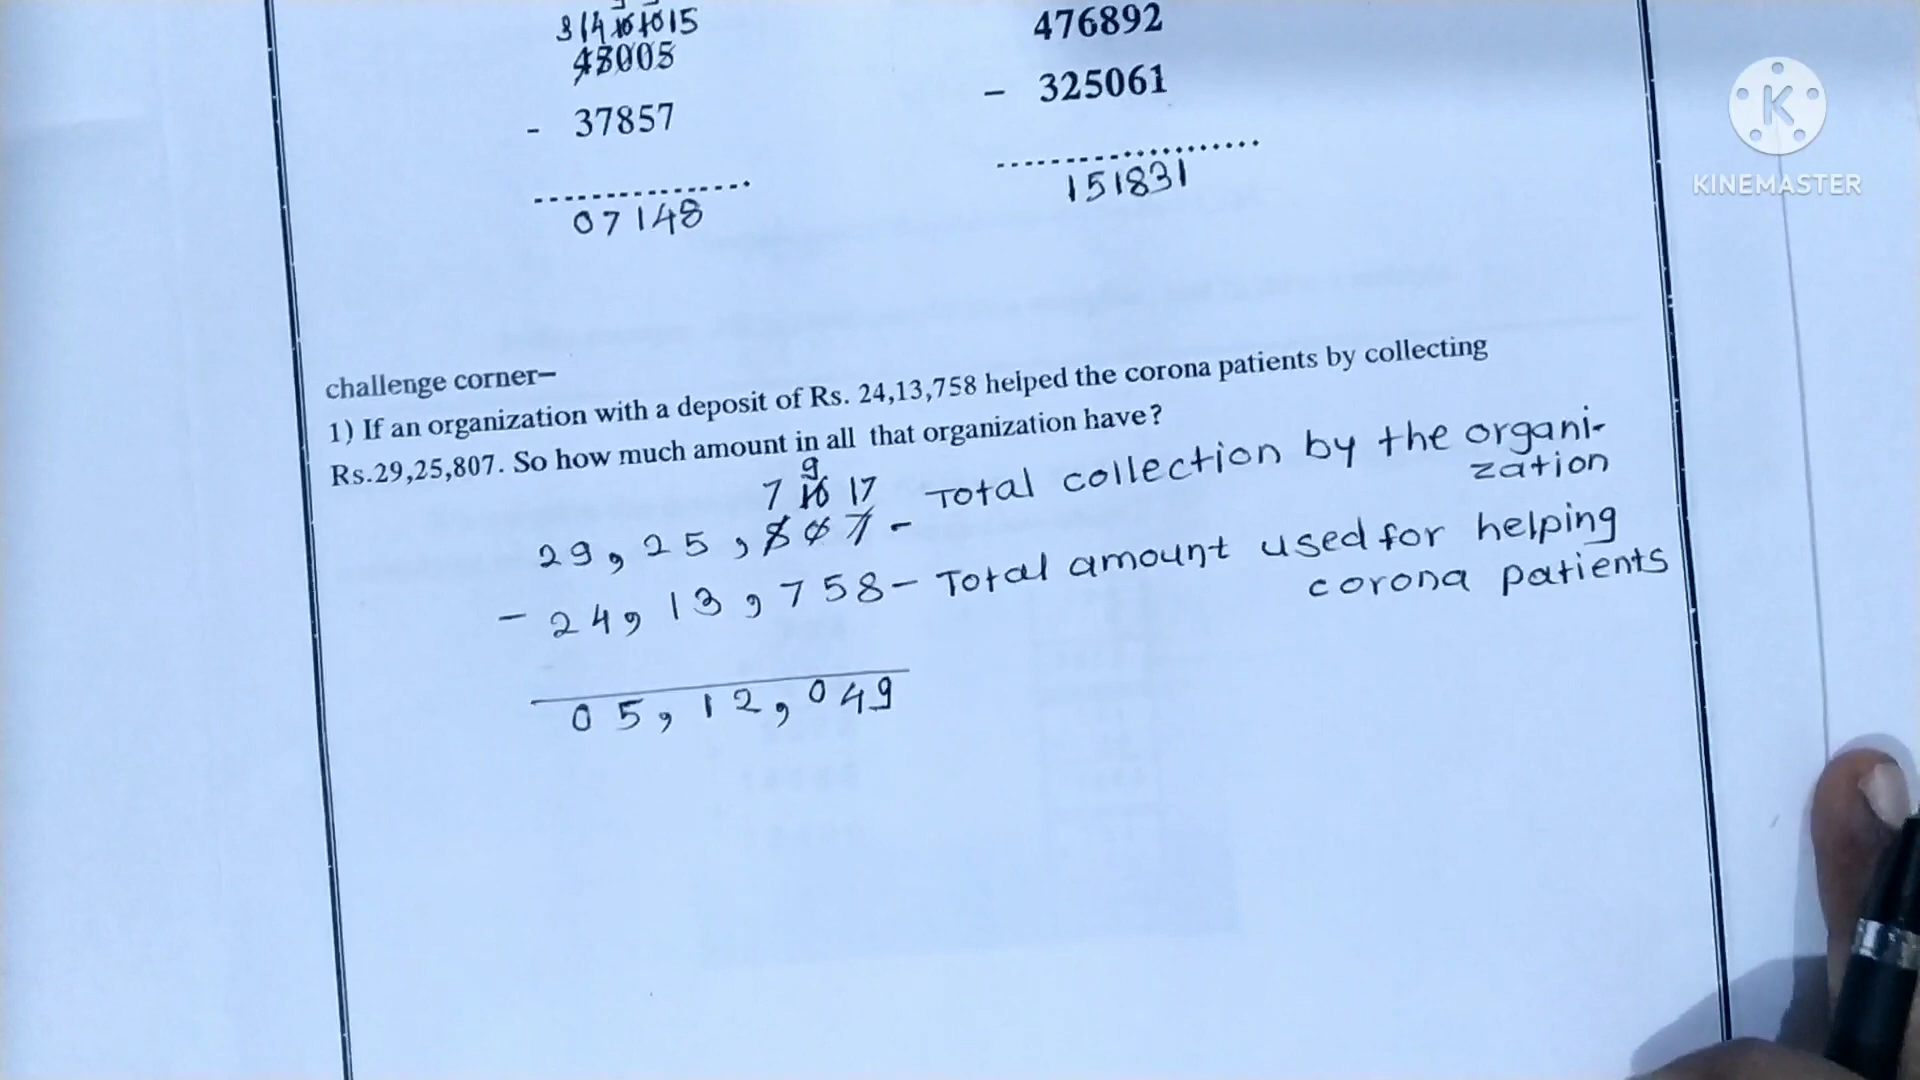 3 14 10 10 15
48005
- 37857
07148
476892
- 325061
151831
KINEMASTER
challenge corner–
1) If an organization with a deposit of Rs. 24,13,758 helped the corona patients by collecting
Rs.29,25,807. So how much amount in all that organization have?
9
7 10 17 - Total collection by the organi-
zation
29,25,807 -
- 24,13,758 - Total amount used for helping
corona patients
05,12,049